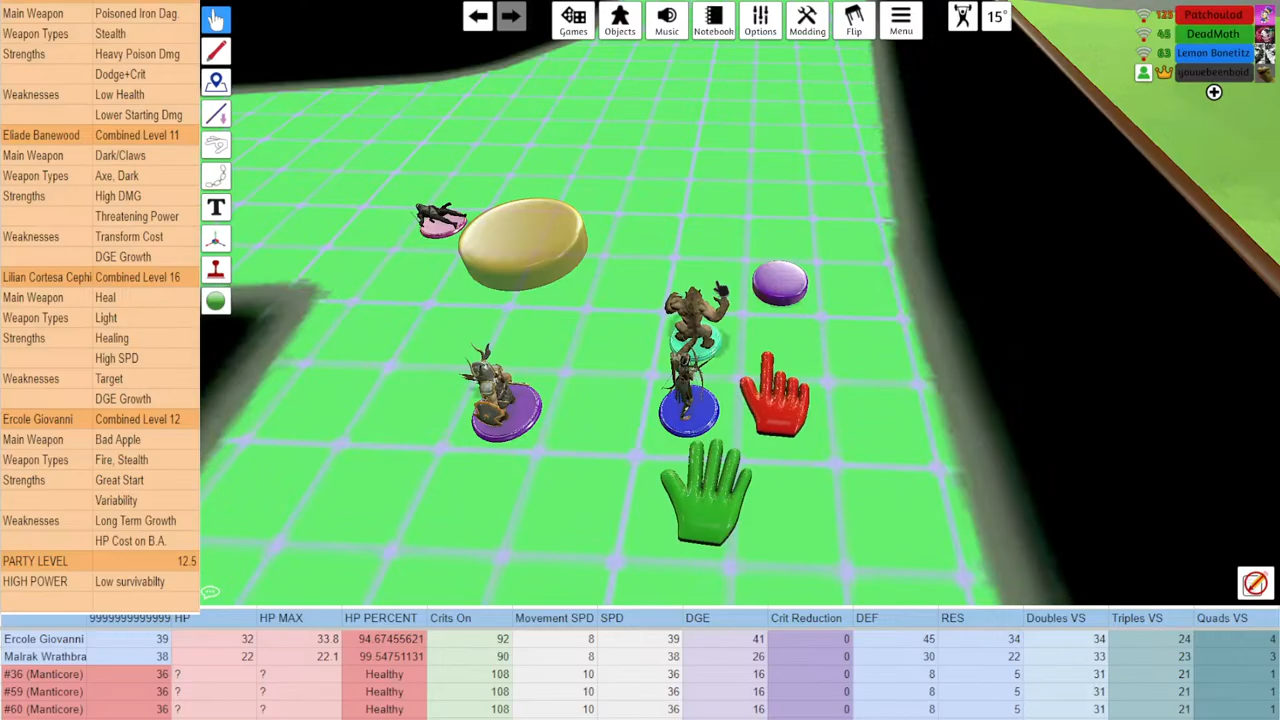 Main Weapon Poisoned Iron Dag.
Weapon Types Stealth
Strengths Heavy Poison Dmg
Dodge+Crit
Weaknesses Low Health
Lower Starting Dmg
Eliade Banewood Combined Level 11
Main Weapon Dark/Claws
Weapon Types Axe, Dark
Strengths High DMG
Threatening Power
Weaknesses Transform Cost
DGE Growth
Lilian Cortesa Cephi Combined Level 16
Main Weapon Heal
Weapon Types Light
Strengths Healing
High SPD
Weaknesses Target
DGE Growth
Ercole Giovanni Combined Level 12
Main Weapon Bad Apple
Weapon Types Fire, Stealth
Strengths Great Start
Variability
Weaknesses Long Term Growth
HP Cost on B.A.
PARTY LEVEL 12.5
HIGH POWER Low survivabilty
T
Games Objects Music Notebook Options Modding Flip Menu 15°
125 Patchoulad
45 DeadMoth
63 Lemon Bonetitz
youvebeenbaid
9999999999999 HP HP MAX HP PERCENT Crits On Movement SPD SPD DGE Crit Reduction DEF RES Doubles VS Triples VS Quads VS
Ercole Giovanni 39 32 33.8 94.67455621 92 8 39 41 0 45 34 34 24 4
Malrak Wrathbra 38 22 22.1 99.54751131 90 8 38 26 0 30 22 33 23 3
#36 (Manticore) 36 ? ? Healthy 108 10 36 16 0 8 5 31 21 1
#59 (Manticore) 36 ? ? Healthy 108 10 36 16 0 8 5 31 21 1
#60 (Manticore) 36 ? ? Healthy 108 10 36 16 0 8 5 31 21 1